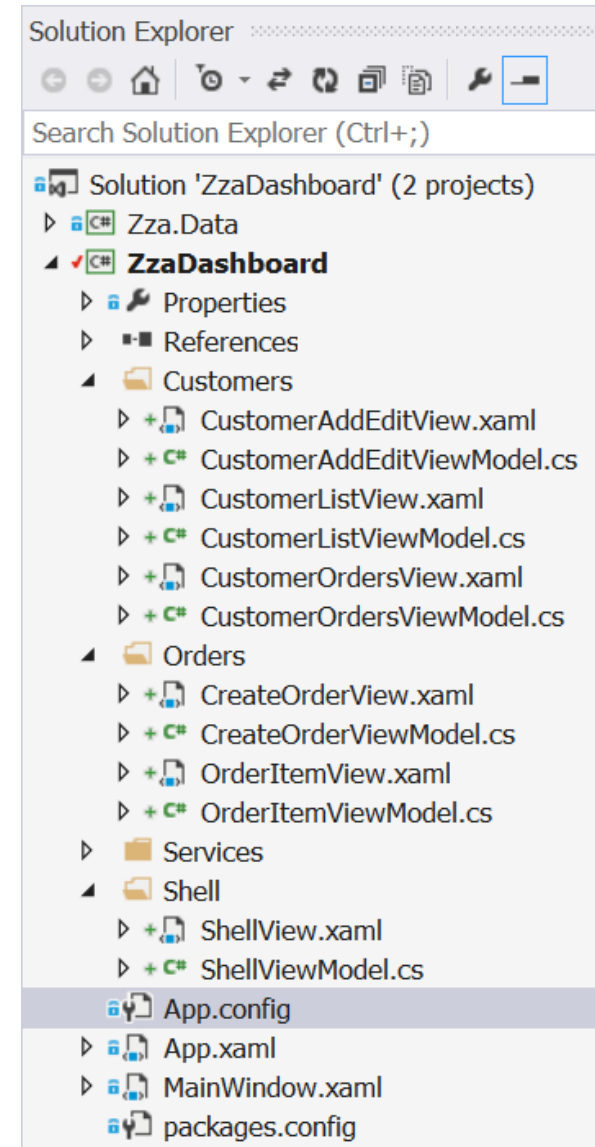 Solution Explorer
Search Solution Explorer (Ctrl+;)
Solution 'ZzaDashboard' (2 projects)
C# Zza.Data
C# ZzaDashboard
Properties
References
Customers
CustomerAddEditView.xaml
C# CustomerAddEditViewModel.cs
CustomerListView.xaml
C# CustomerListViewModel.cs
CustomerOrdersView.xaml
C# CustomerOrdersViewModel.cs
Orders
CreateOrderView.xaml
C# CreateOrderViewModel.cs
OrderItemView.xaml
C# OrderItemViewModel.cs
Services
Shell
ShellView.xaml
C# ShellViewModel.cs
App.config
App.xaml
MainWindow.xaml
packages.config